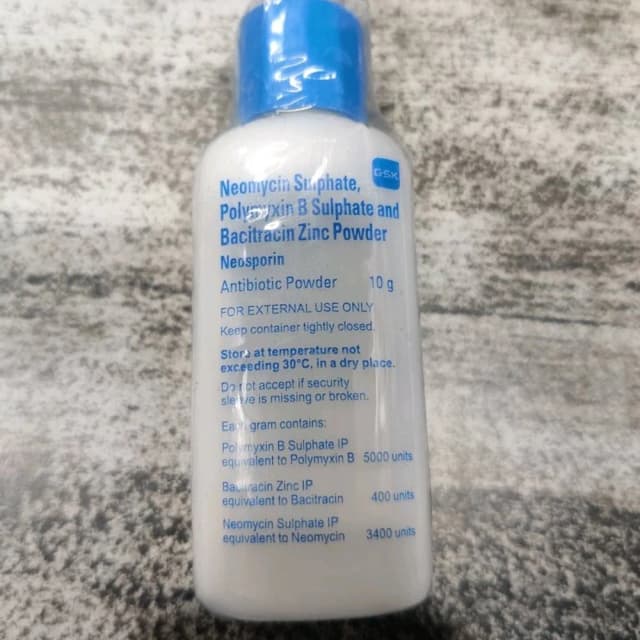 GSK
Neomycin Sulphate,
Polymyxin B Sulphate and
Bacitracin Zinc Powder
Neosporin
Antibiotic Powder 10 g
FOR EXTERNAL USE ONLY
Keep container tightly closed.
Store at temperature not
exceeding 30°C, in a dry place.
Do not accept if security
sleeve is missing or broken.
Each gram contains:
Polymyxin B Sulphate IP
equivalent to Polymyxin B 5000 units
Bacitracin Zinc IP
equivalent to Bacitracin 400 units
Neomycin Sulphate IP
equivalent to Neomycin 3400 units